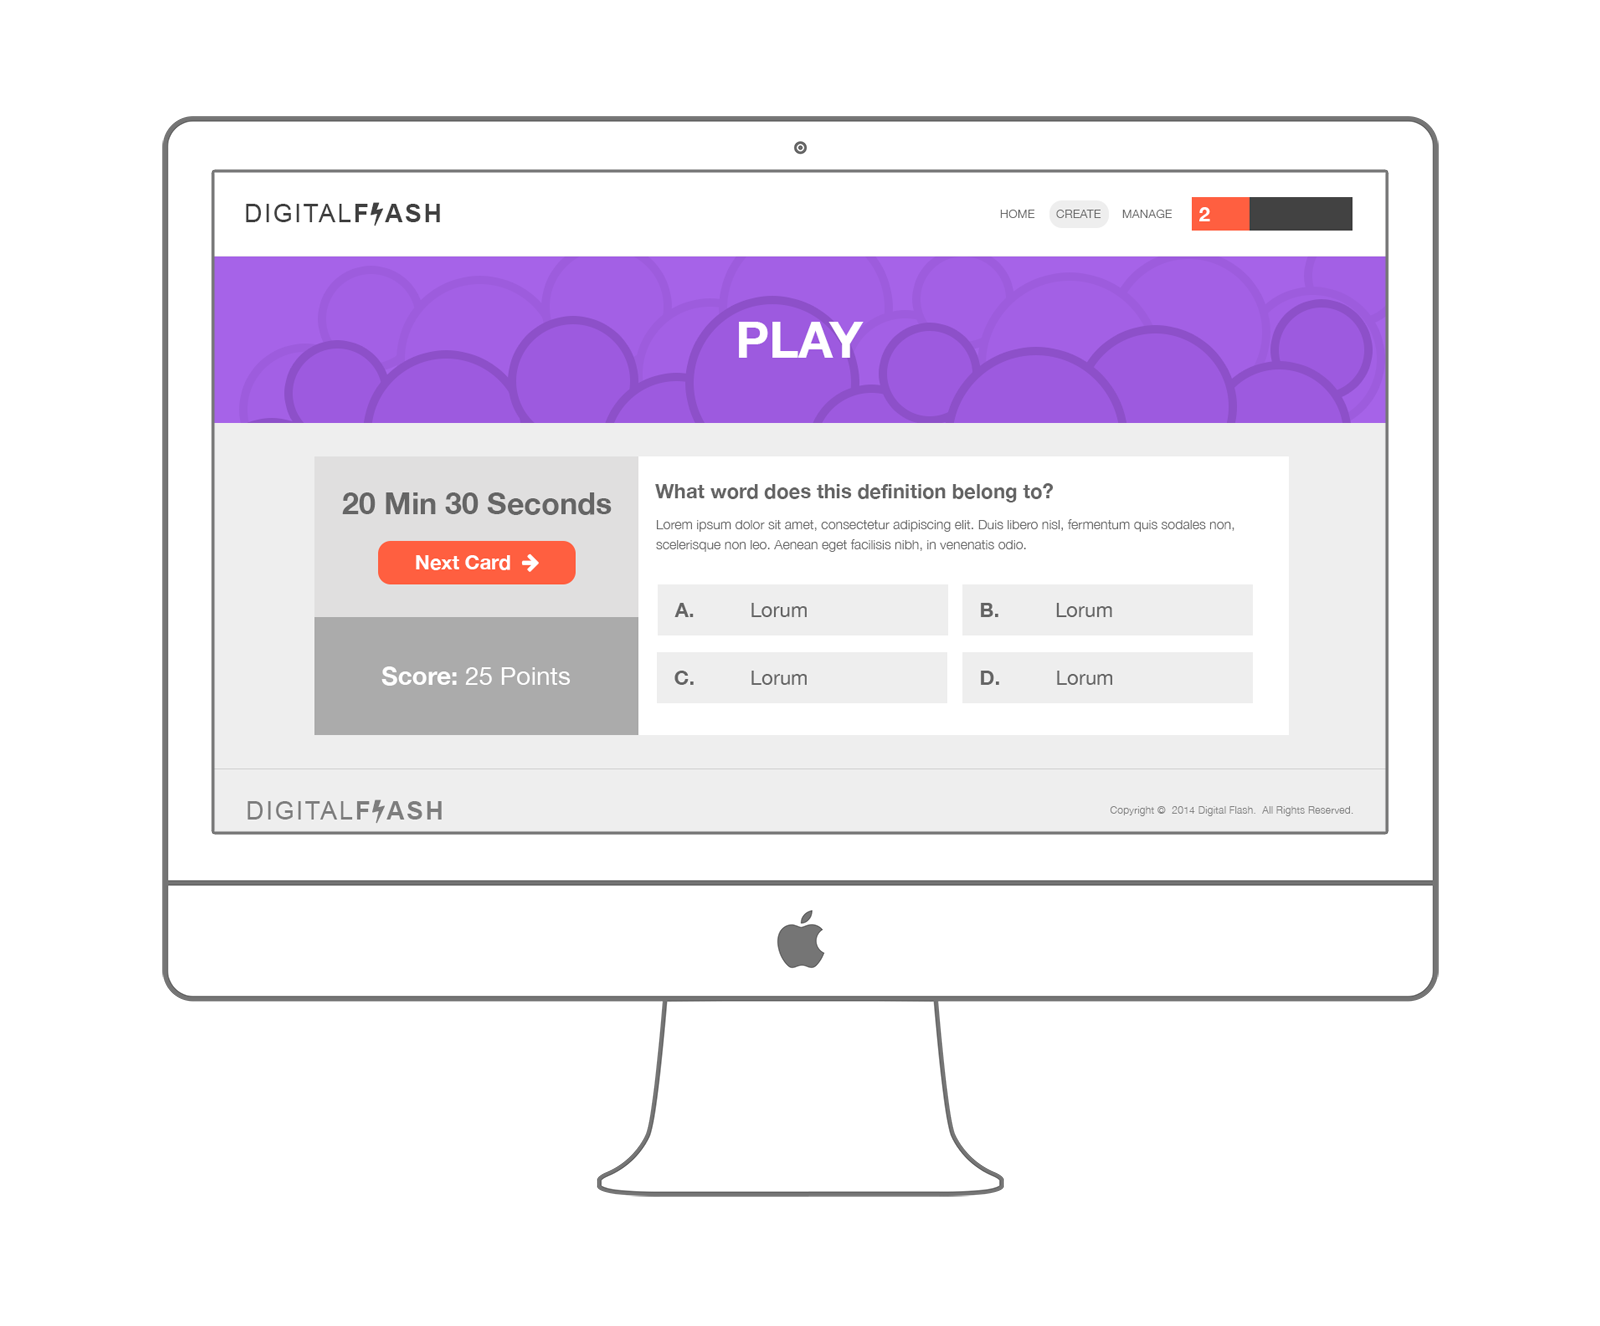 DIGITALFLASH
HOME CREATE MANAGE 2
PLAY
20 Min 30 Seconds
Next Card
Score: 25 Points
What word does this definition belong to?
Lorem ipsum dolor sit amet, consectetur adipiscing elit. Duis libero nisl, fermentum quis sodales non,
scelerisque non leo. Aenean eget facilisis nibh, in venenatis odio.
A. Lorum
B. Lorum
C. Lorum
D. Lorum
DIGITALFLASH
Copyright © 2014 Digital Flash. All Rights Reserved.